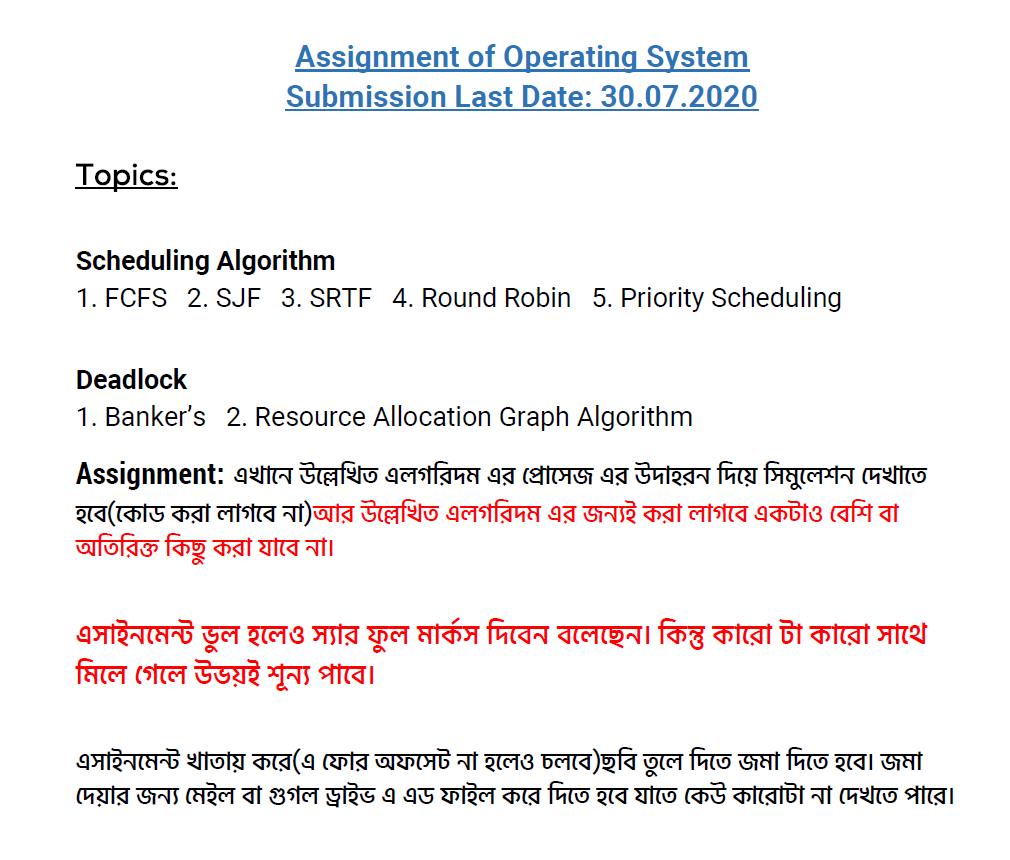 Assignment of Operating System
Submission Last Date: 30.07.2020
Topics:
Scheduling Algorithm
1. FCFS 2. SJF 3. SRTF 4. Round Robin 5. Priority Scheduling
Deadlock
1. Banker’s 2. Resource Allocation Graph Algorithm
Assignment: এখানে উল্লেখিত এলগরিদম এর প্রোসেজ এর উদাহরন দিয়ে সিমুলেশন দেখাতে
হবে(কোড করা লাগবে না)আর উল্লেখিত এলগরিদম এর জন্যই করা লাগবে একটাও বেশি বা
অতিরিক্ত কিছু করা যাবে না।
এসাইনমেন্ট ভুল হলেও স্যার ফুল মার্কস দিবেন বলেছেন। কিন্তু কারো টা কারো সাথে
মিলে গেলে উভয়ই শূন্য পাবে।
এসাইনমেন্ট খাতায় করে(এ ফোর অফসেট না হলেও চলবে)ছবি তুলে দিতে জমা দিতে হবে। জমা
দেয়ার জন্য মেইল বা গুগল ড্রাইভ এ এড ফাইল করে দিতে হবে যাতে কেউ কারোটা না দেখতে পারে।